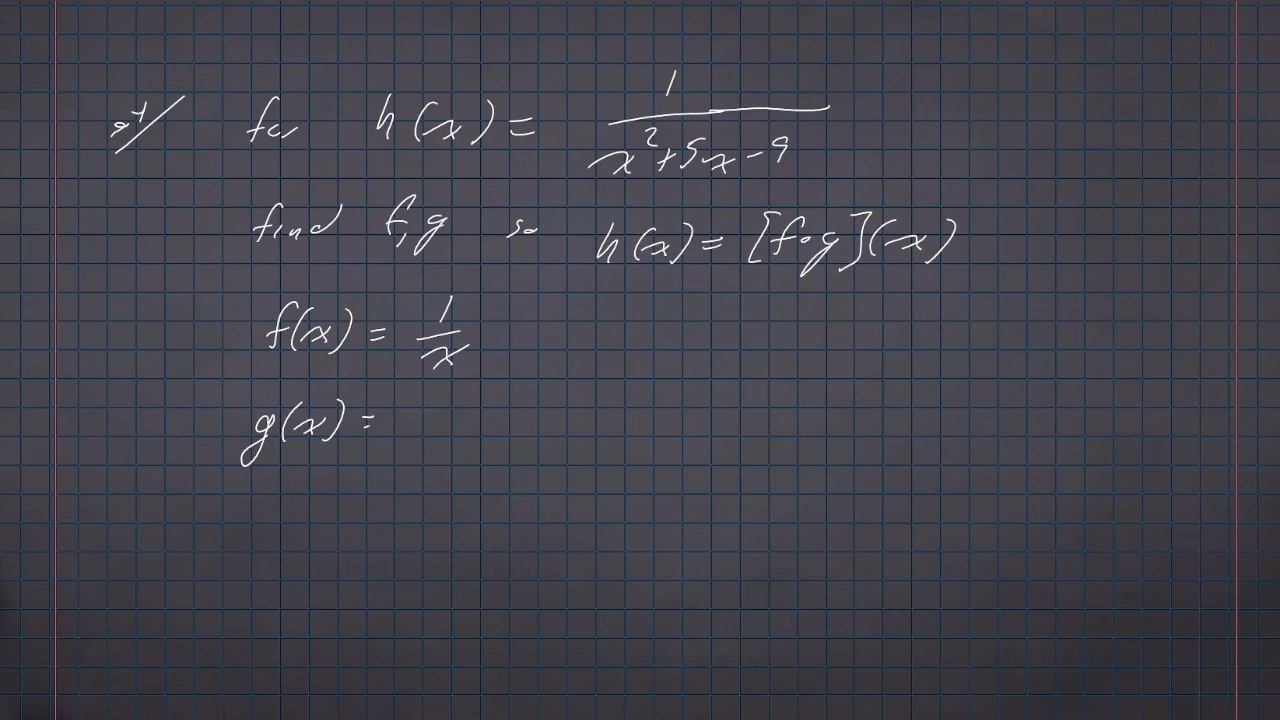 for h(x) = 1/(x²+5x-9)
find f,g so h(x) = [f∘g](x)
f(x) = 1/x
g(x) =